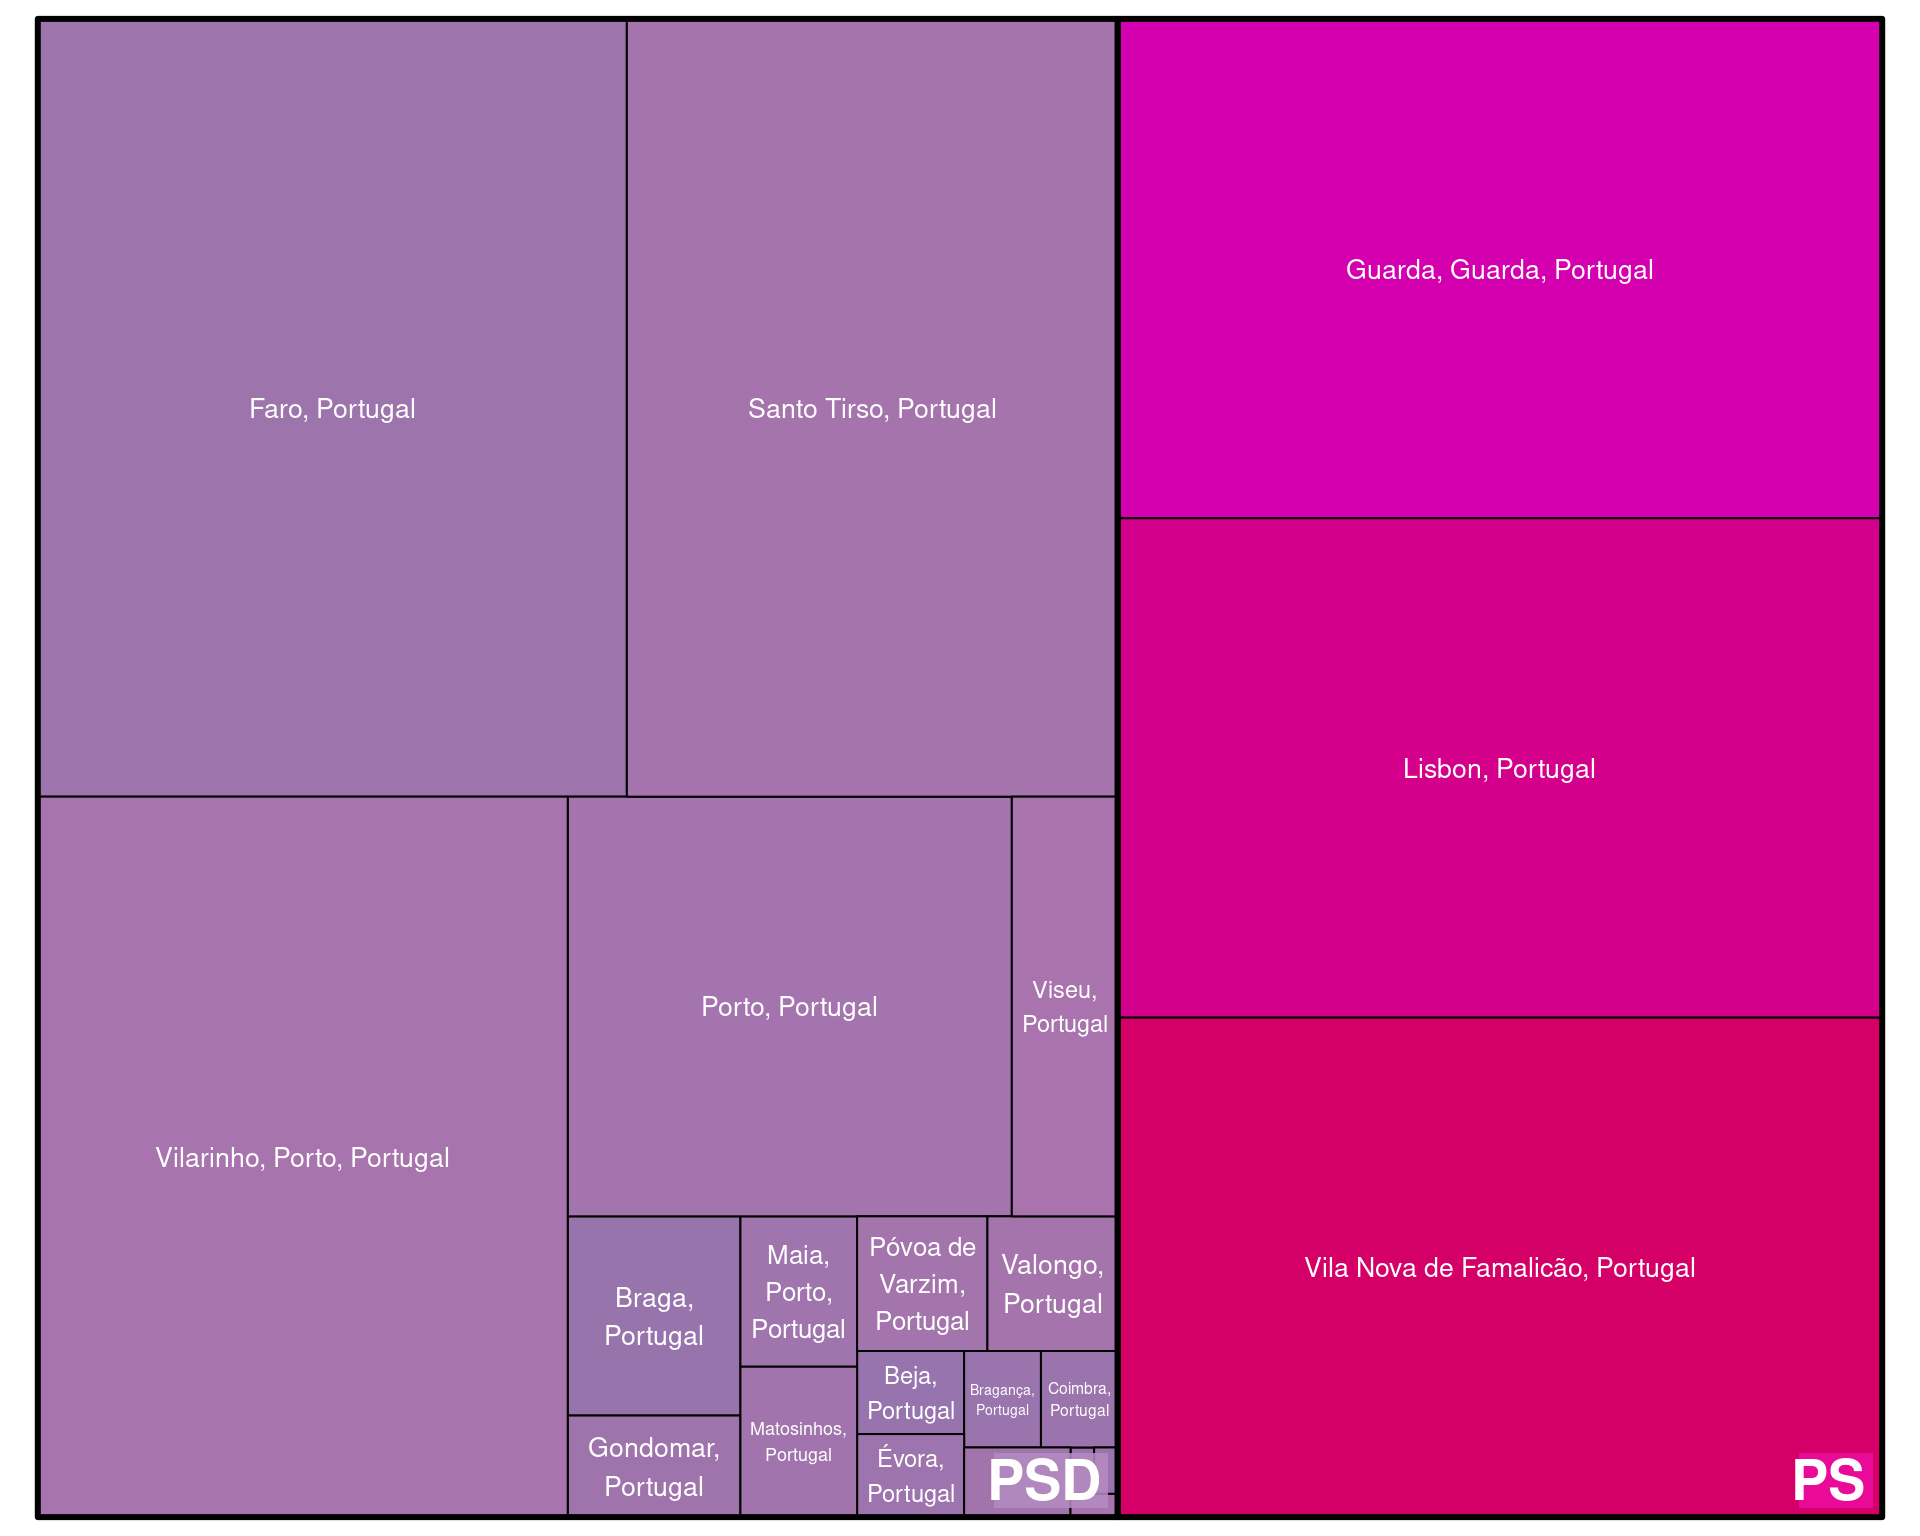 Faro, Portugal
Santo Tirso, Portugal
Guarda, Guarda, Portugal
Lisbon, Portugal
Vilarinho, Porto, Portugal
Porto, Portugal
Viseu,
Portugal
Vila Nova de Famalicão, Portugal
Braga,
Portugal
Maia,
Porto,
Portugal
Póvoa de
Varzim,
Portugal
Valongo,
Portugal
Gondomar,
Portugal
Matosinhos,
Portugal
Beja,
Portugal
Bragança,
Portugal
Coimbra,
Portugal
Évora,
Portugal
PSD
PS